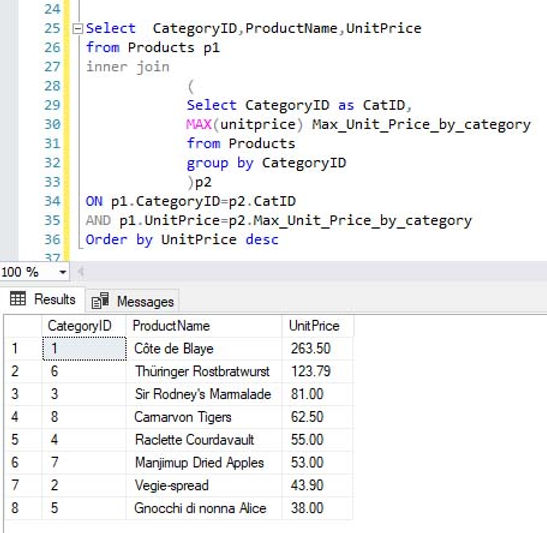 24
25 Select CategoryID,ProductName,UnitPrice
26 from Products p1
27 inner join
28 (
29 Select CategoryID as CatID,
30 MAX(unitprice) Max_Unit_Price_by_category
31 from Products
32 group by CategoryID
33 )p2
34 ON p1.CategoryID=p2.CatID
35 AND p1.UnitPrice=p2.Max_Unit_Price_by_category
36 Order by UnitPrice desc
37
100 %
Results Messages
CategoryID ProductName UnitPrice
1 1 Côte de Blaye 263.50
2 6 Thüringer Rostbratwurst 123.79
3 3 Sir Rodney's Marmalade 81.00
4 8 Carnarvon Tigers 62.50
5 4 Raclette Courdavault 55.00
6 7 Manjimup Dried Apples 53.00
7 2 Vegie-spread 43.90
8 5 Gnocchi di nonna Alice 38.00